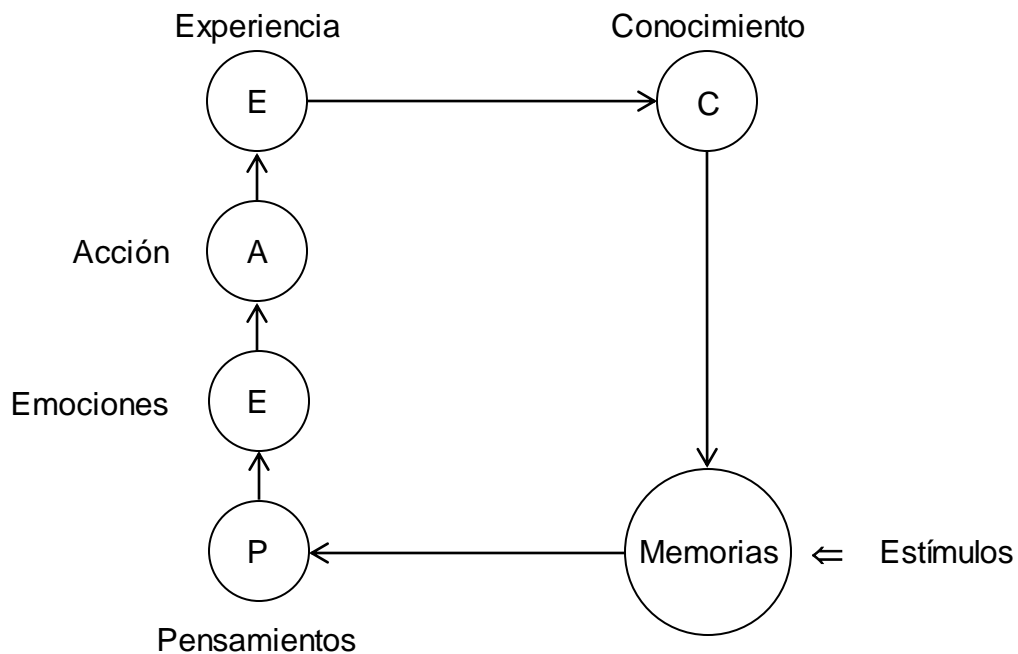 Experiencia
Conocimiento
E
C
Acción
A
Emociones
E
P
Memorias
⇐ Estímulos
Pensamientos